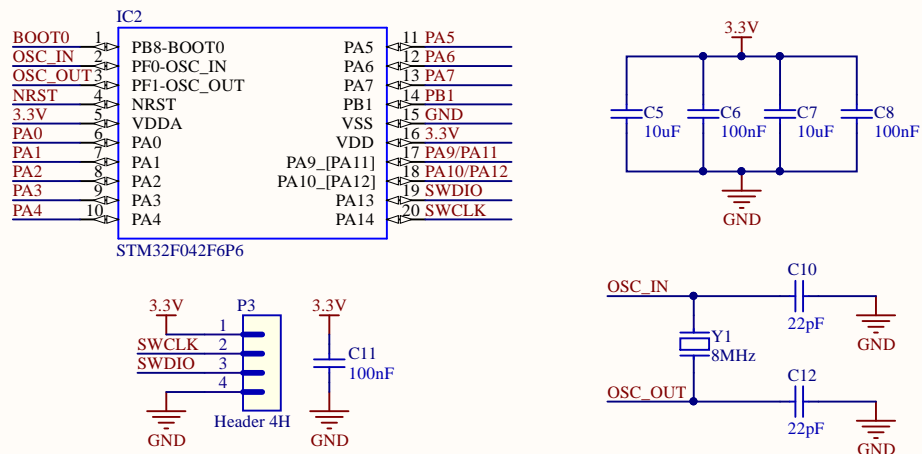 IC2
BOOT0 1 PB8-BOOT0 PA5 11 PA5
OSC_IN 2 PF0-OSC_IN PA6 12 PA6
OSC_OUT 3 PF1-OSC_OUT PA7 13 PA7
NRST 4 NRST PB1 14 PB1
3.3V 5 VDDA VSS 15 GND
PA0 6 PA0 VDD 16 3.3V
PA1 7 PA1 PA9_[PA11] 17 PA9/PA11
PA2 8 PA2 PA10_[PA12] 18 PA10/PA12
PA3 9 PA3 PA13 19 SWDIO
PA4 10 PA4 PA14 20 SWCLK
STM32F042F6P6
3.3V
C5 C6 C7 C8
10uF 100nF 10uF 100nF
GND
3.3V P3 3.3V
1
SWCLK 2
SWDIO 3
4
C11
100nF
Header 4H
GND GND
C10
OSC_IN
22pF
GND
Y1
8MHz
C12
OSC_OUT
22pF
GND